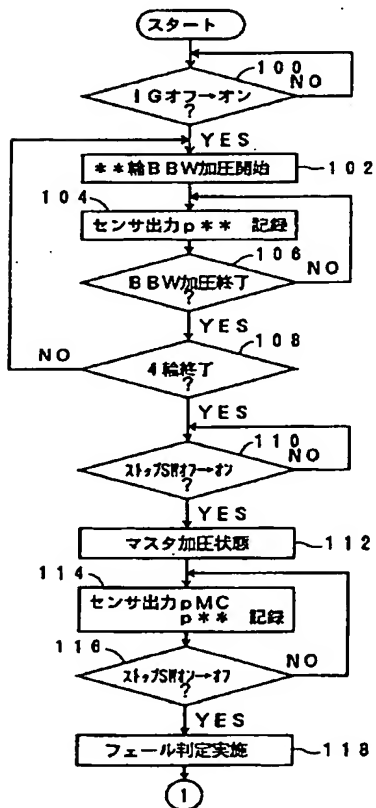 スタート
100
NO
IGオフ→オン
?
YES
**輪BBW加圧開始
102
104
センサ出力p** 記録
106
NO
BBW加圧終了
?
YES
108
NO
4輪終了
?
YES
110
NO
ストップSWオフ→オン
?
YES
マスタ加圧状態
112
114
センサ出力pMC
p** 記録
116
NO
ストップSWオン→オフ
?
YES
フェール判定実施
118
1